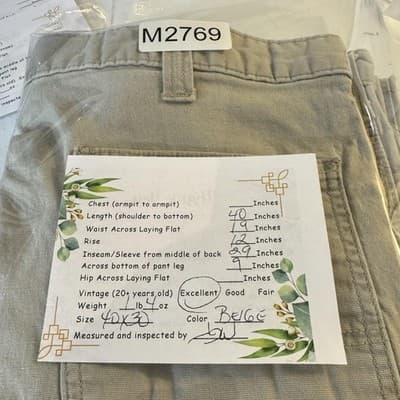 M2769
Chest (armpit to armpit) Inches
Length (shoulder to bottom) 40 Inches
Waist Across Laying Flat 19 Inches
Rise 12 Inches
Inseam/Sleeve from middle of back 29 Inches
Across bottom of pant leg 9 Inches
Hip Across Laying Flat Inches
Vintage (20+ years old) Excellent Good Fair
Weight 1 lb 4 oz
Size 40x30 Color BEIGE
Measured and inspected by